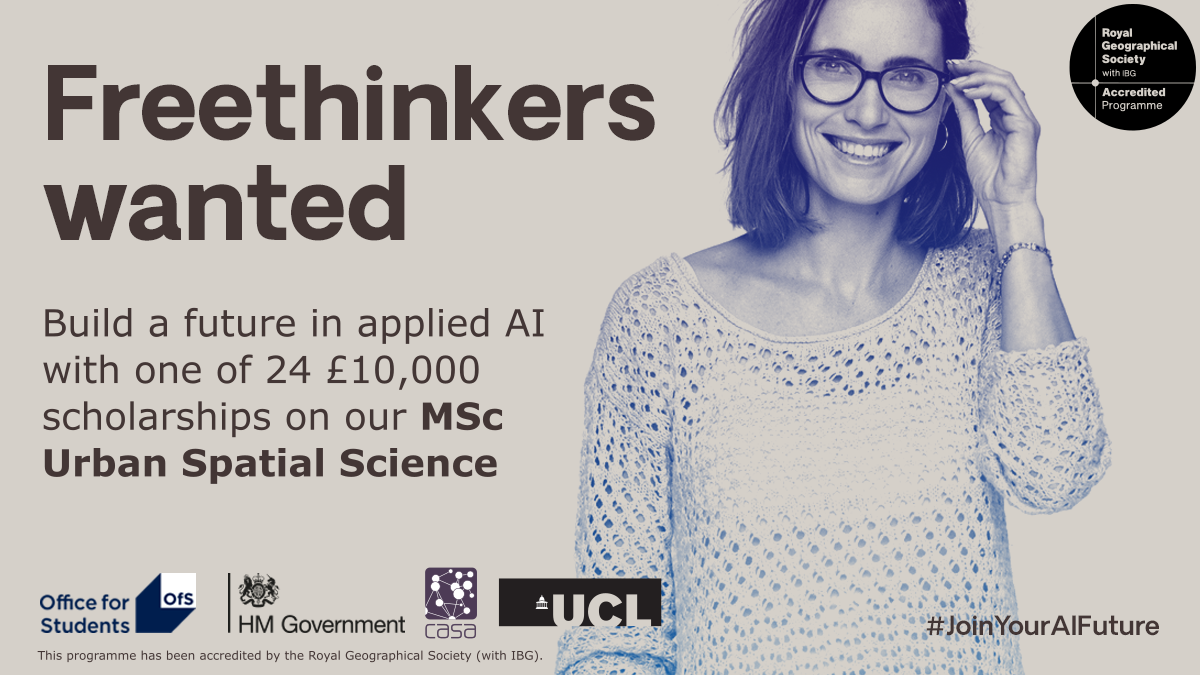 Freethinkers
wanted
Build a future in applied AI
with one of 24 £10,000
scholarships on our MSc
Urban Spatial Science
Royal
Geographical
Society
with IBG
Accredited
Programme
Office for
Students
OfS
HM Government
casa
UCL
#JoinYourAIFuture
This programme has been accredited by the Royal Geographical Society (with IBG).